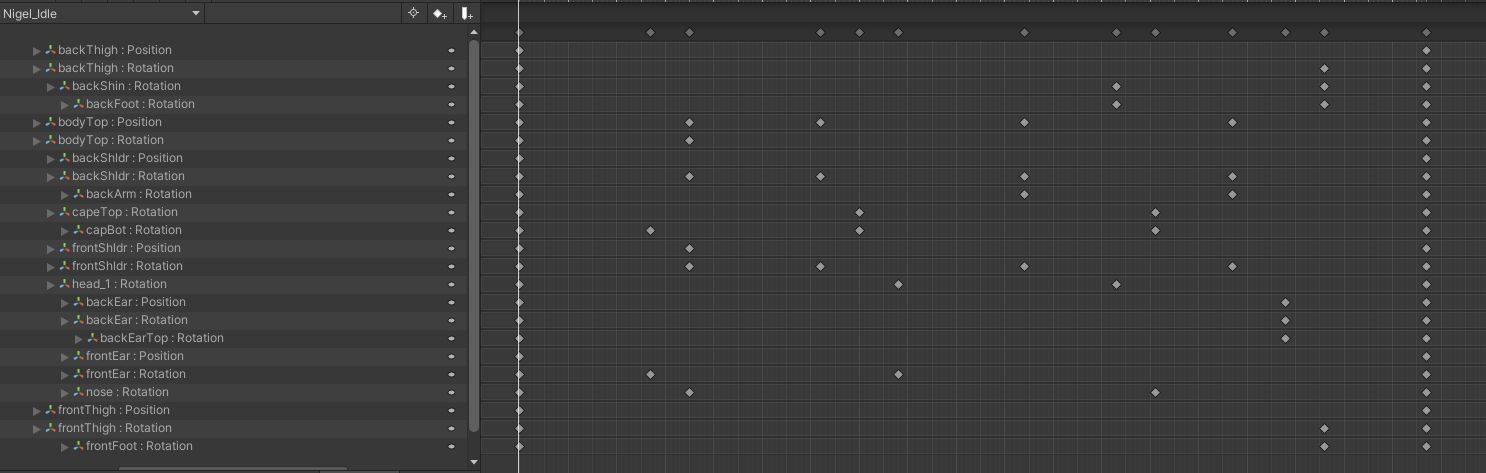 Nigel_Idle
backThigh : Position
backThigh : Rotation
backShin : Rotation
backFoot : Rotation
bodyTop : Position
bodyTop : Rotation
backShldr : Position
backShldr : Rotation
backArm : Rotation
capeTop : Rotation
capBot : Rotation
frontShldr : Position
frontShldr : Rotation
head_1 : Rotation
backEar : Position
backEar : Rotation
backEarTop : Rotation
frontEar : Position
frontEar : Rotation
nose : Rotation
frontThigh : Position
frontThigh : Rotation
frontFoot : Rotation